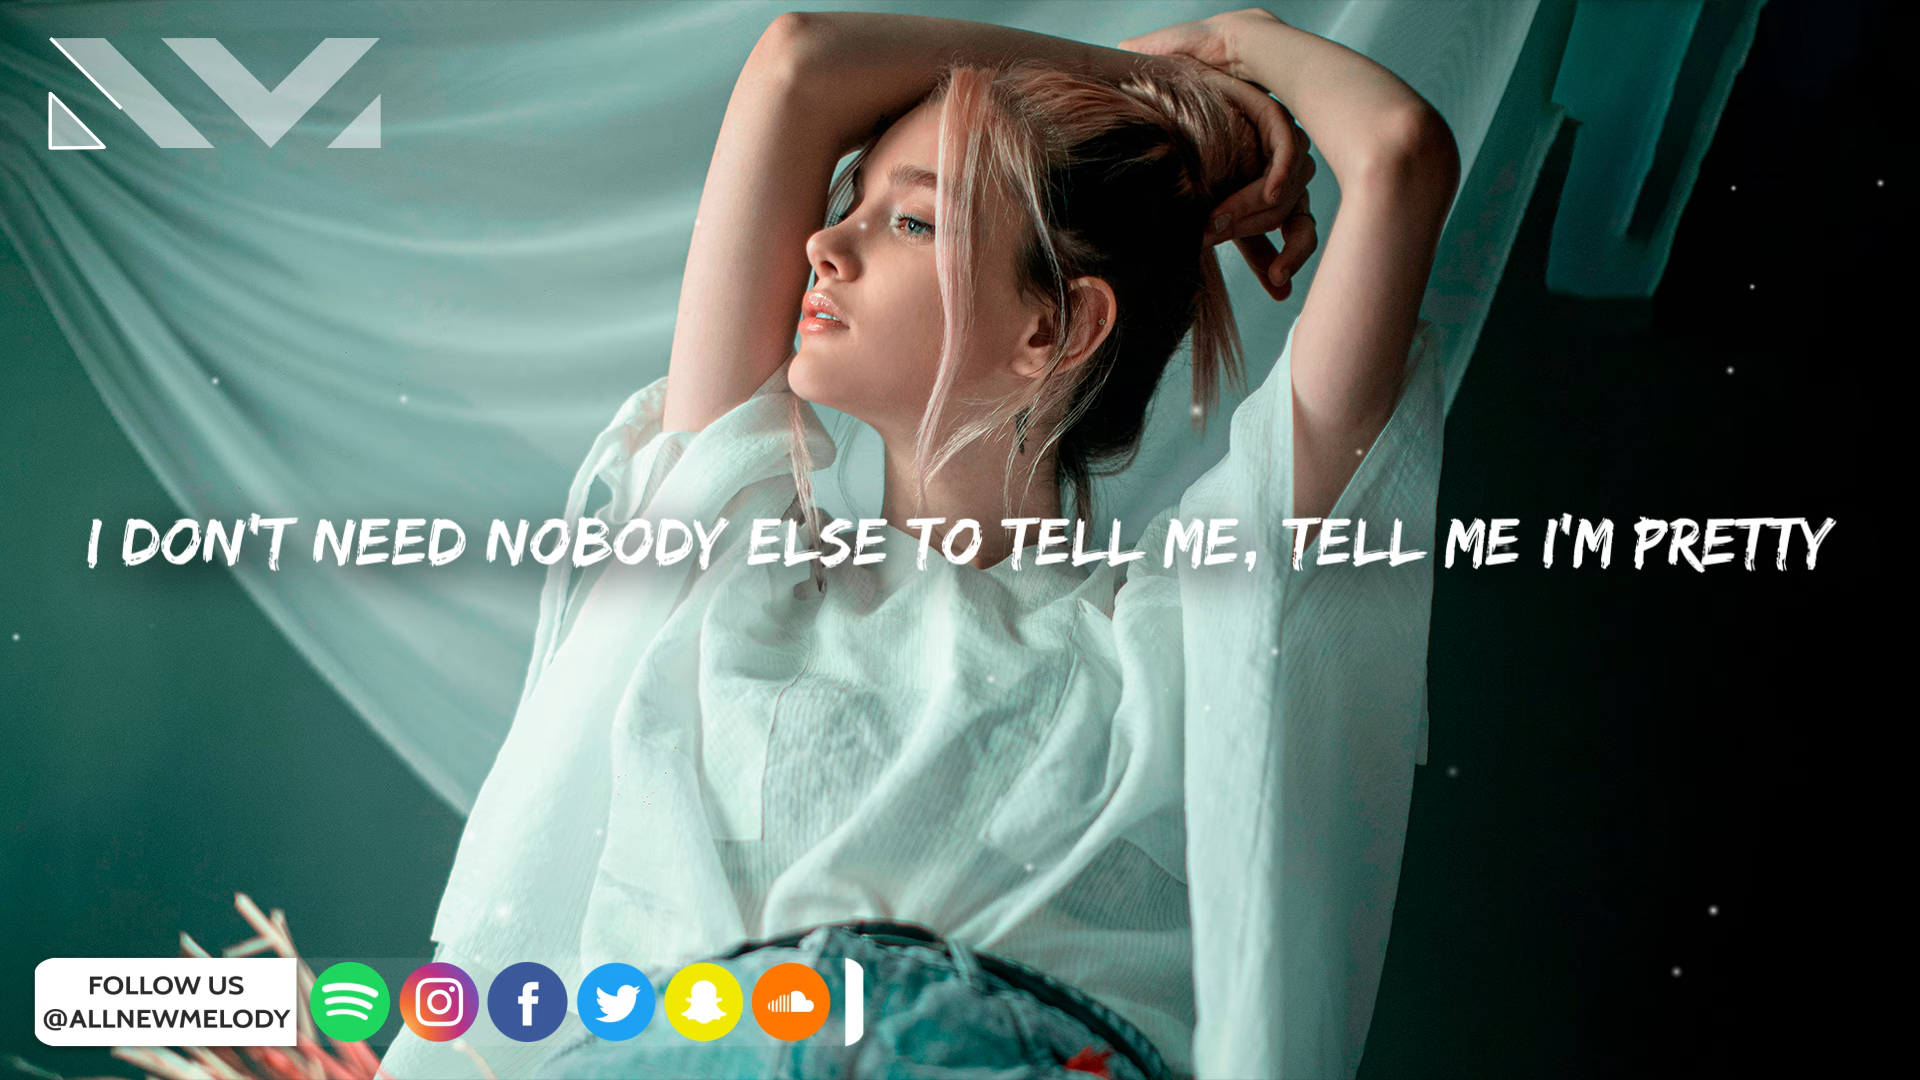 I DON'T NEED NOBODY ELSE TO TELL ME, TELL ME I'M PRETTY
FOLLOW US
@ALLNEWMELODY